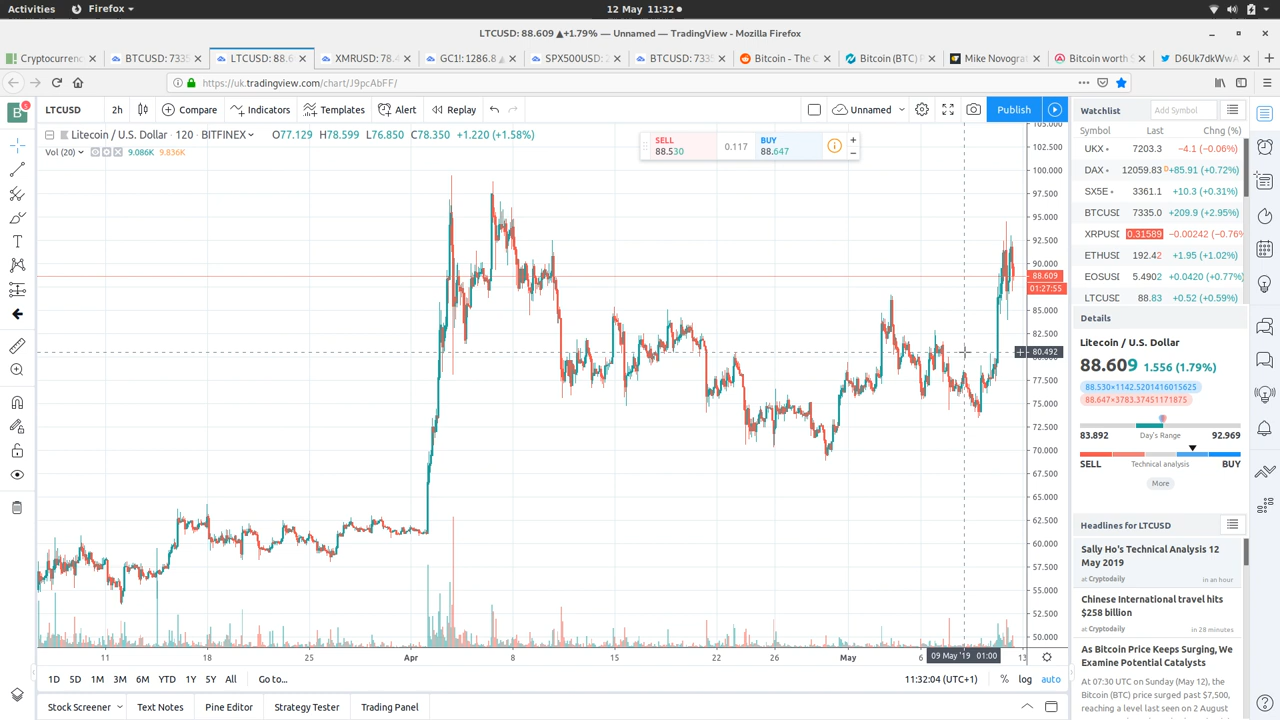 Activities Firefox 12 May 11:32
LTCUSD: 88.609 ▲+1.79% — Unnamed — TradingView - Mozilla Firefox
Cryptocurren BTCUSD: 7335 LTCUSD: 88.6 XMRUSD: 78.4 GC1!: 1286.8 SPX500USD: 2 BTCUSD: 7335 Bitcoin - The C Bitcoin (BTC) P Mike Novogra Bitcoin worth $ D6Uk7dkWwA
https://uk.tradingview.com/chart/J9pcAbFF/
B 5 LTCUSD 2h Compare Indicators Templates Alert Replay Unnamed Publish
Litecoin / U.S. Dollar · 120 · BITFINEX O77.129 H78.599 L76.850 C78.350 +1.220 (+1.58%)
Vol (20) 9.086K 9.836K
SELL 88.530 0.117 BUY 88.647 + −
105.000
102.500
100.000
97.500
95.000
92.500
90.000
88.609
01:27:55
85.000
82.500
80.492
77.500
75.000
72.500
70.000
67.500
65.000
62.500
60.000
57.500
55.000
52.500
50.000
11 18 25 Apr 8 15 22 26 May 6 09 May '19 01:00 13
1D 5D 1M 3M 6M YTD 1Y 5Y All Go to... 11:32:04 (UTC+1) % log auto
Stock Screener Text Notes Pine Editor Strategy Tester Trading Panel
Watchlist Add Symbol
Symbol Last Chng (%)
UKX 7203.3 −4.1 (−0.06%)
DAX 12059.83 D +85.91 (+0.72%)
SX5E 3361.1 +10.3 (+0.31%)
BTCUSD 7335.0 +209.9 (+2.95%)
XRPUSD 0.31589 −0.00242 (−0.76%
ETHUSD 192.42 +1.95 (+1.02%)
EOSUSD 5.4902 +0.0420 (+0.77%)
LTCUSD 88.83 +0.52 (+0.59%)
Details
Litecoin / U.S. Dollar
88.609 1.556 (1.79%)
88.530×1142.5201416015625
88.647×3783.37451171875
83.892 Day's Range 92.969
SELL Technical analysis BUY
More
Headlines for LTCUSD
Sally Ho's Technical Analysis 12
May 2019
at Cryptodaily in an hour
Chinese International travel hits
$258 billion
at Cryptodaily in 28 minutes
As Bitcoin Price Keeps Surging, We
Examine Potential Catalysts
At 07:30 UTC on Sunday (May 12), the
Bitcoin (BTC) price surged past $7,500,
reaching a level last seen on 2 August